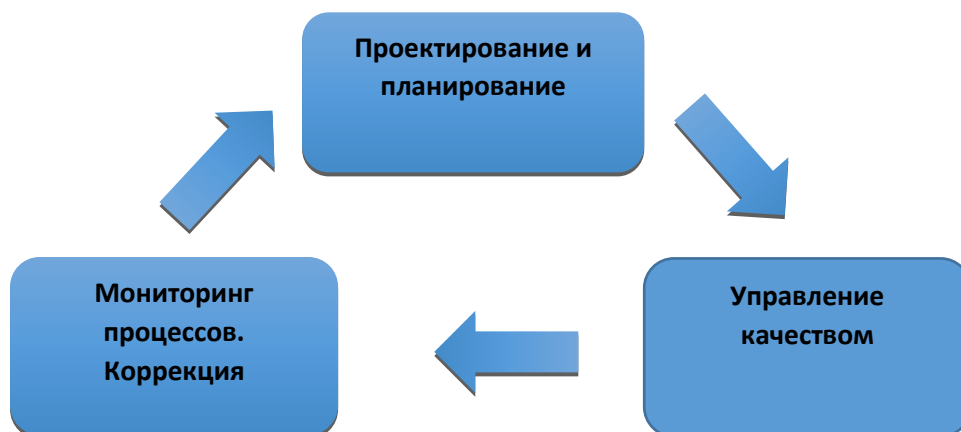 Проектирование и
планирование
Мониторинг
процессов.
Коррекция
Управление
качеством